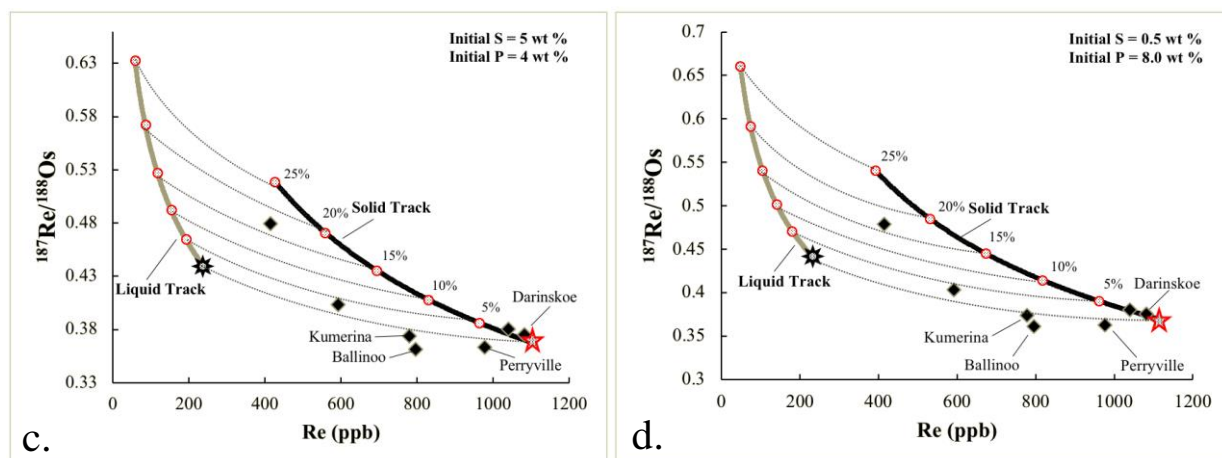 Initial S = 5 wt %
Initial P = 4 wt %
0.63
0.58
0.53
0.48
0.43
0.38
0.33
187Re/188Os
25%
20%
Solid Track
15%
10%
5%
Liquid Track
Darinskoe
Kumerina
Ballinoo
Perryville
0 200 400 600 800 1000 1200
Re (ppb)
c.
Initial S = 0.5 wt %
Initial P = 8.0 wt %
0.7
0.65
0.6
0.55
0.5
0.45
0.4
0.35
0.3
187Re/188Os
25%
20%
Solid Track
15%
10%
5%
Liquid Track
Darinskoe
Kumerina
Ballinoo
Perryville
0 200 400 600 800 1000 1200
Re (ppb)
d.